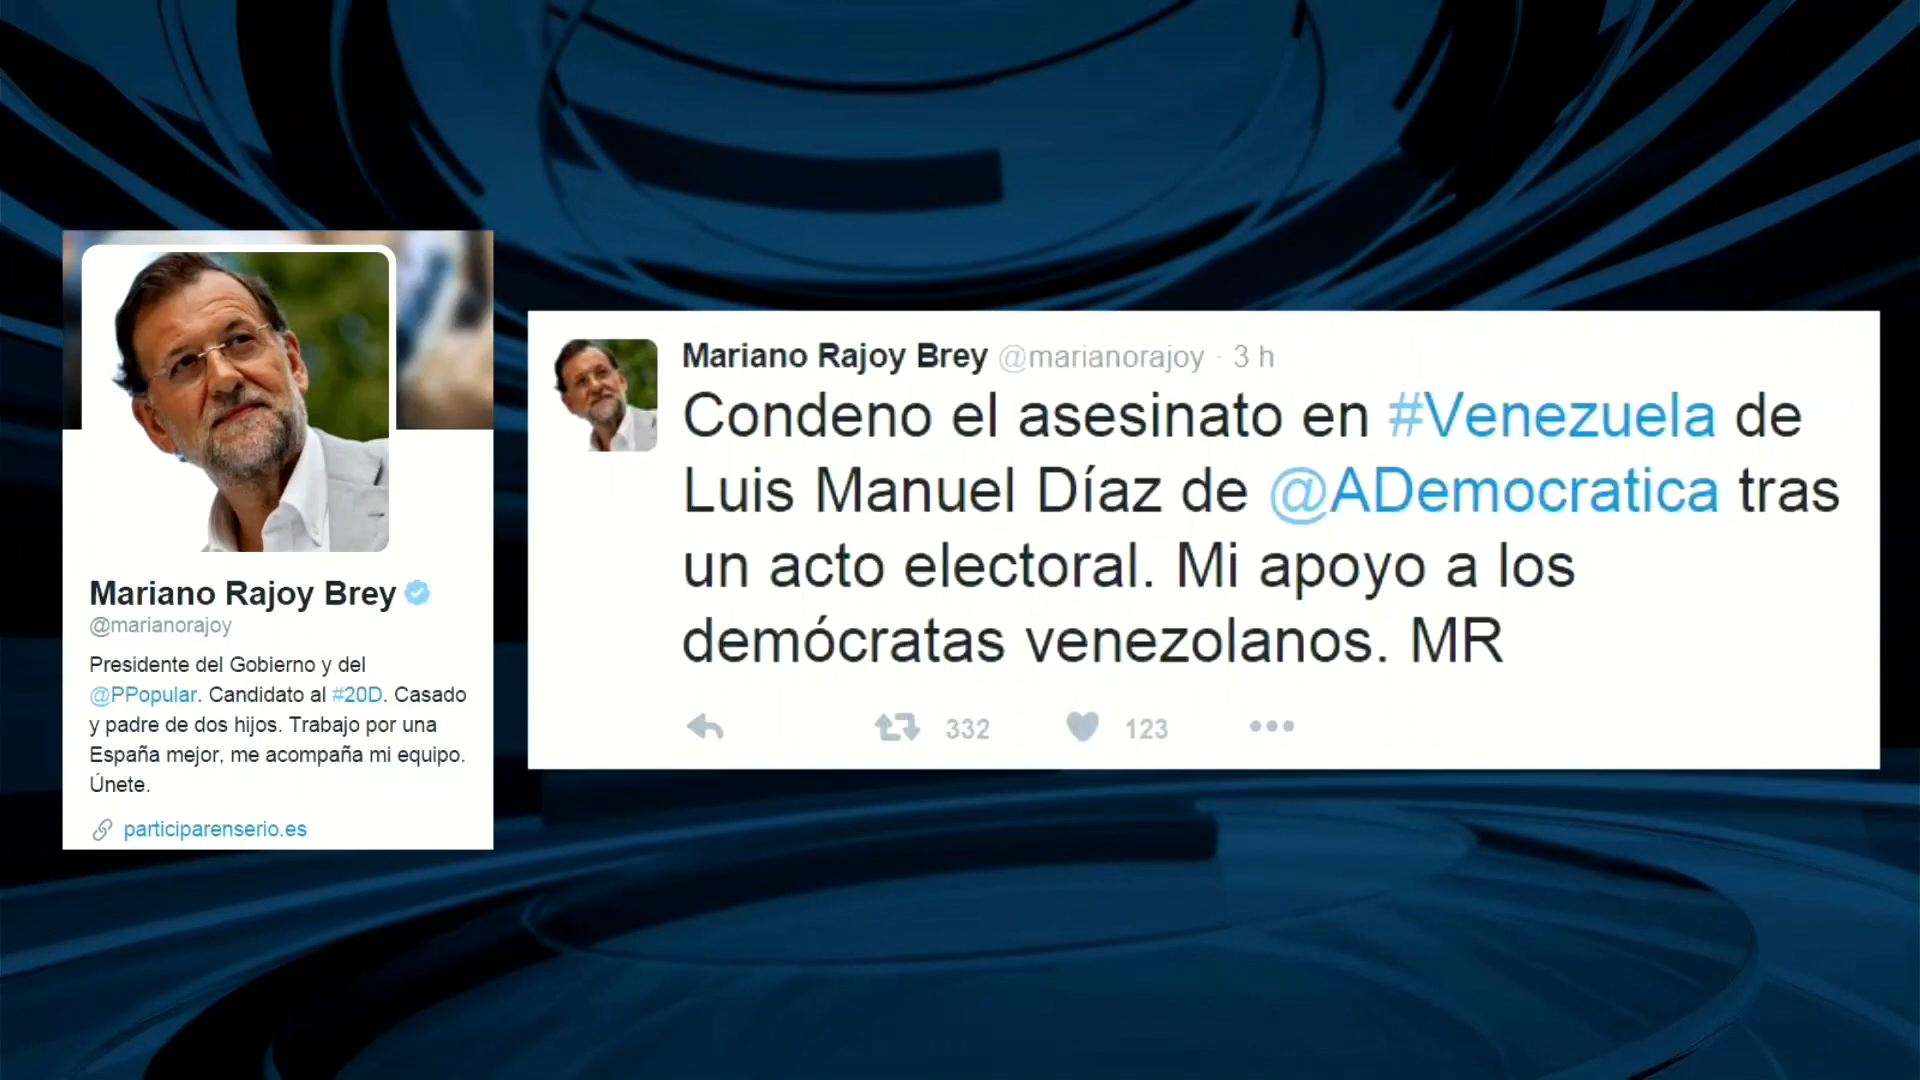 Mariano Rajoy Brey
@marianorajoy
Presidente del Gobierno y del
@PPopular. Candidato al #20D. Casado
y padre de dos hijos. Trabajo por una
España mejor, me acompaña mi equipo.
Únete.
participarenserio.es
Mariano Rajoy Brey @marianorajoy · 3 h
Condeno el asesinato en #Venezuela de
Luis Manuel Díaz de @ADemocratica tras
un acto electoral. Mi apoyo a los
demócratas venezolanos. MR
332 123